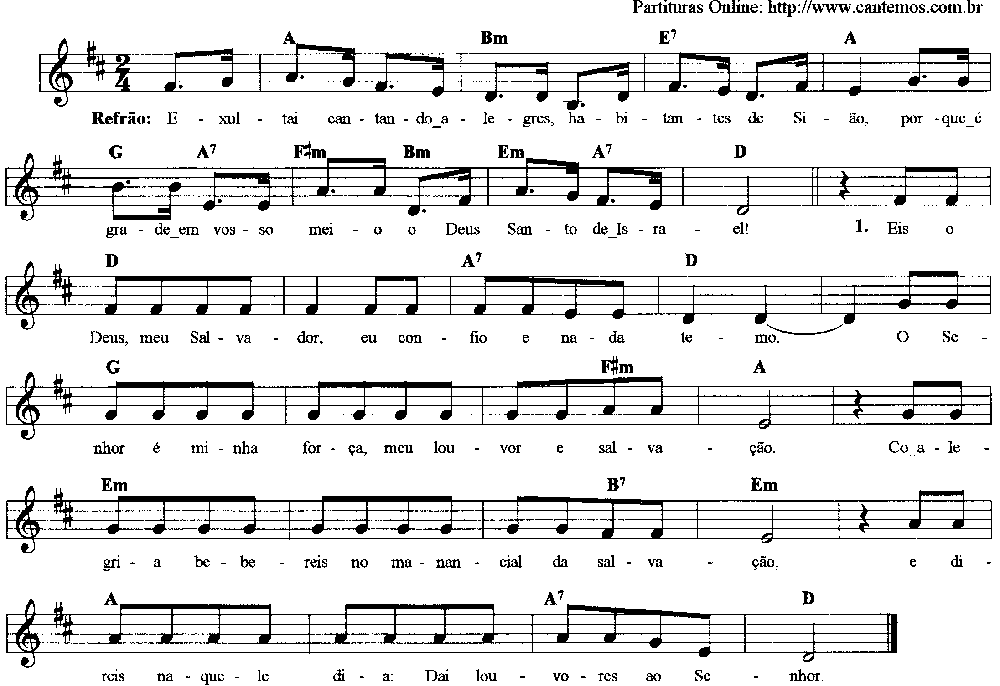 Partituras Online: http://www.cantemos.com.br
A Bm E7 A
Refrão: E - xul - tai can - tan - do_a - le - gres, ha - bi - tan - tes de Si - ão, por - que_é
G A7 F#m Bm Em A7 D
gra - de_em vos - so mei - o o Deus San - to de_Is - ra - el! 1. Eis o
D A7 D
Deus, meu Sal - va - dor, eu con - fio e na - da te - mo. O Se -
G F#m A
nhor é mi - nha for - ça, meu lou - vor e sal - va - ção. Co_a - le -
Em B7 Em
gri - a be - be - reis no ma - nan - cial da sal - va - ção, e di -
A A7 D
reis na - que - le di - a: Dai lou - vo - res ao Se - nhor.